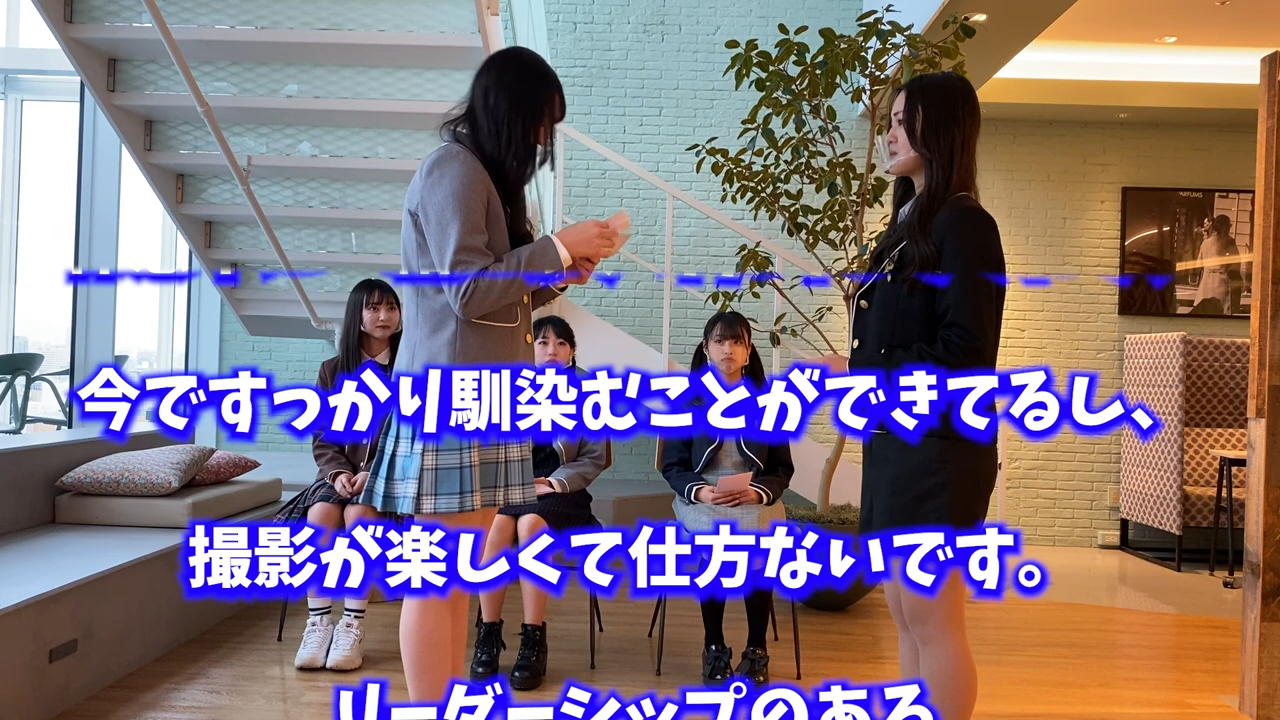 今ですっかり馴染むことができてるし、
撮影が楽しくて仕方ないです。
リーダーシップのある